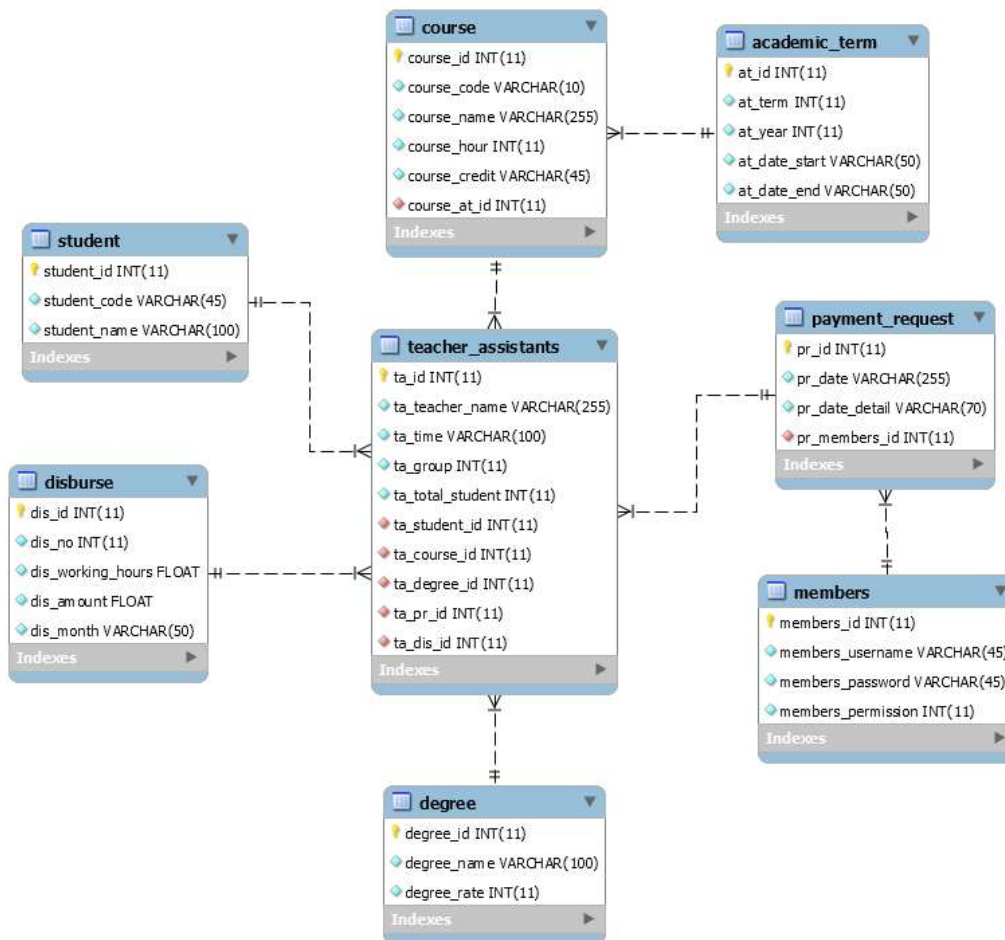 course
course_id INT(11)
course_code VARCHAR(10)
course_name VARCHAR(255)
course_hour INT(11)
course_credit VARCHAR(45)
course_at_id INT(11)
Indexes
academic_term
at_id INT(11)
at_term INT(11)
at_year INT(11)
at_date_start VARCHAR(50)
at_date_end VARCHAR(50)
Indexes
student
student_id INT(11)
student_code VARCHAR(45)
student_name VARCHAR(100)
Indexes
teacher_assistants
ta_id INT(11)
ta_teacher_name VARCHAR(255)
ta_time VARCHAR(100)
ta_group INT(11)
ta_total_student INT(11)
ta_student_id INT(11)
ta_course_id INT(11)
ta_degree_id INT(11)
ta_pr_id INT(11)
ta_dis_id INT(11)
Indexes
payment_request
pr_id INT(11)
pr_date VARCHAR(255)
pr_date_detail VARCHAR(70)
pr_members_id INT(11)
Indexes
disburse
dis_id INT(11)
dis_no INT(11)
dis_working_hours FLOAT
dis_amount FLOAT
dis_month VARCHAR(50)
Indexes
members
members_id INT(11)
members_username VARCHAR(45)
members_password VARCHAR(45)
members_permission INT(11)
Indexes
degree
degree_id INT(11)
degree_name VARCHAR(100)
degree_rate INT(11)
Indexes